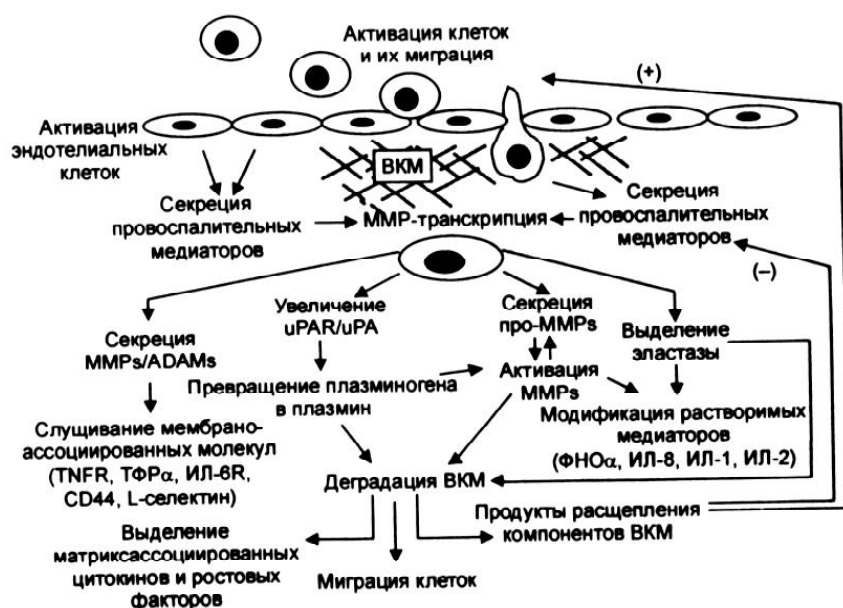 Активация клеток
и их миграция
(+)
Активация
эндотелиальных
клеток
ВКМ
Секреция
провоспалительных
медиаторов
ММР-транскрипция
Секреция
провоспалительных
медиаторов
(–)
Секреция
MMPs/ADAMs
Увеличение
uPAR/uPA
Секреция
про-MMPs
Выделение
эластазы
Превращение плазминогена
в плазмин
Активация
MMPs
Слущивание мембрано-
ассоциированных молекул
(TNFR, ТФРα, ИЛ-6R,
CD44, L-селектин)
Модификация растворимых
медиаторов
(ФНОα, ИЛ-8, ИЛ-1, ИЛ-2)
Деградация ВКМ
Продукты расщепления
компонентов ВКМ
Выделение
матриксассоциированных
цитокинов и ростовых
факторов
Миграция клеток